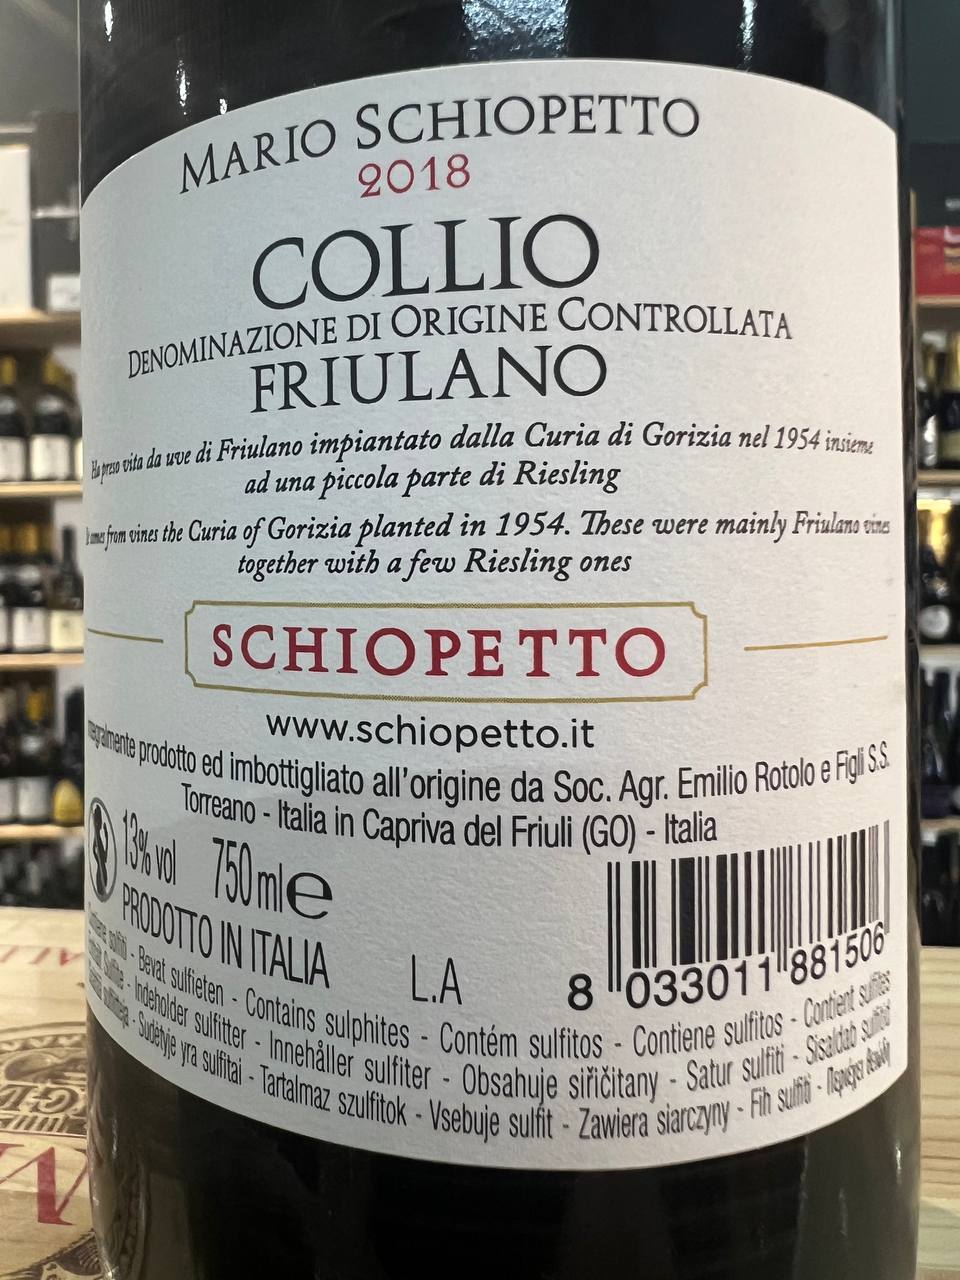 MARIO SCHIOPETTO
2018
COLLIO
DENOMINAZIONE DI ORIGINE CONTROLLATA
FRIULANO
Ha preso vita da uve di Friulano impiantato dalla Curia di Gorizia nel 1954 insieme
ad una piccola parte di Riesling
It comes from vines the Curia of Gorizia planted in 1954. These were mainly Friulano vines
together with a few Riesling ones
SCHIOPETTO
www.schiopetto.it
prodotto ed imbottigliato all'origine da Soc. Agr. Emilio Rotolo e Figli S.S.
Torreano - Italia in Capriva del Friuli (GO) - Italia
13% vol 750 ml e
PRODOTTO IN ITALIA
L.A
8 033011 881506
solfiti - Bevat sulfieten - Contains sulphites - Contém sulfitos - Contiene sulfitos - Contient sulfites
Sulfite - Indeholder sulfitter - Innehåller sulfiter - Obsahuje siřičitany - Satur sulfiti - Sisaldab sulfitid
- Sudėtyje yra sulfitai - Tartalmaz szulfitok - Vsebuje sulfit - Zawiera siarczyny - Fih sulfiti - Περιέχει